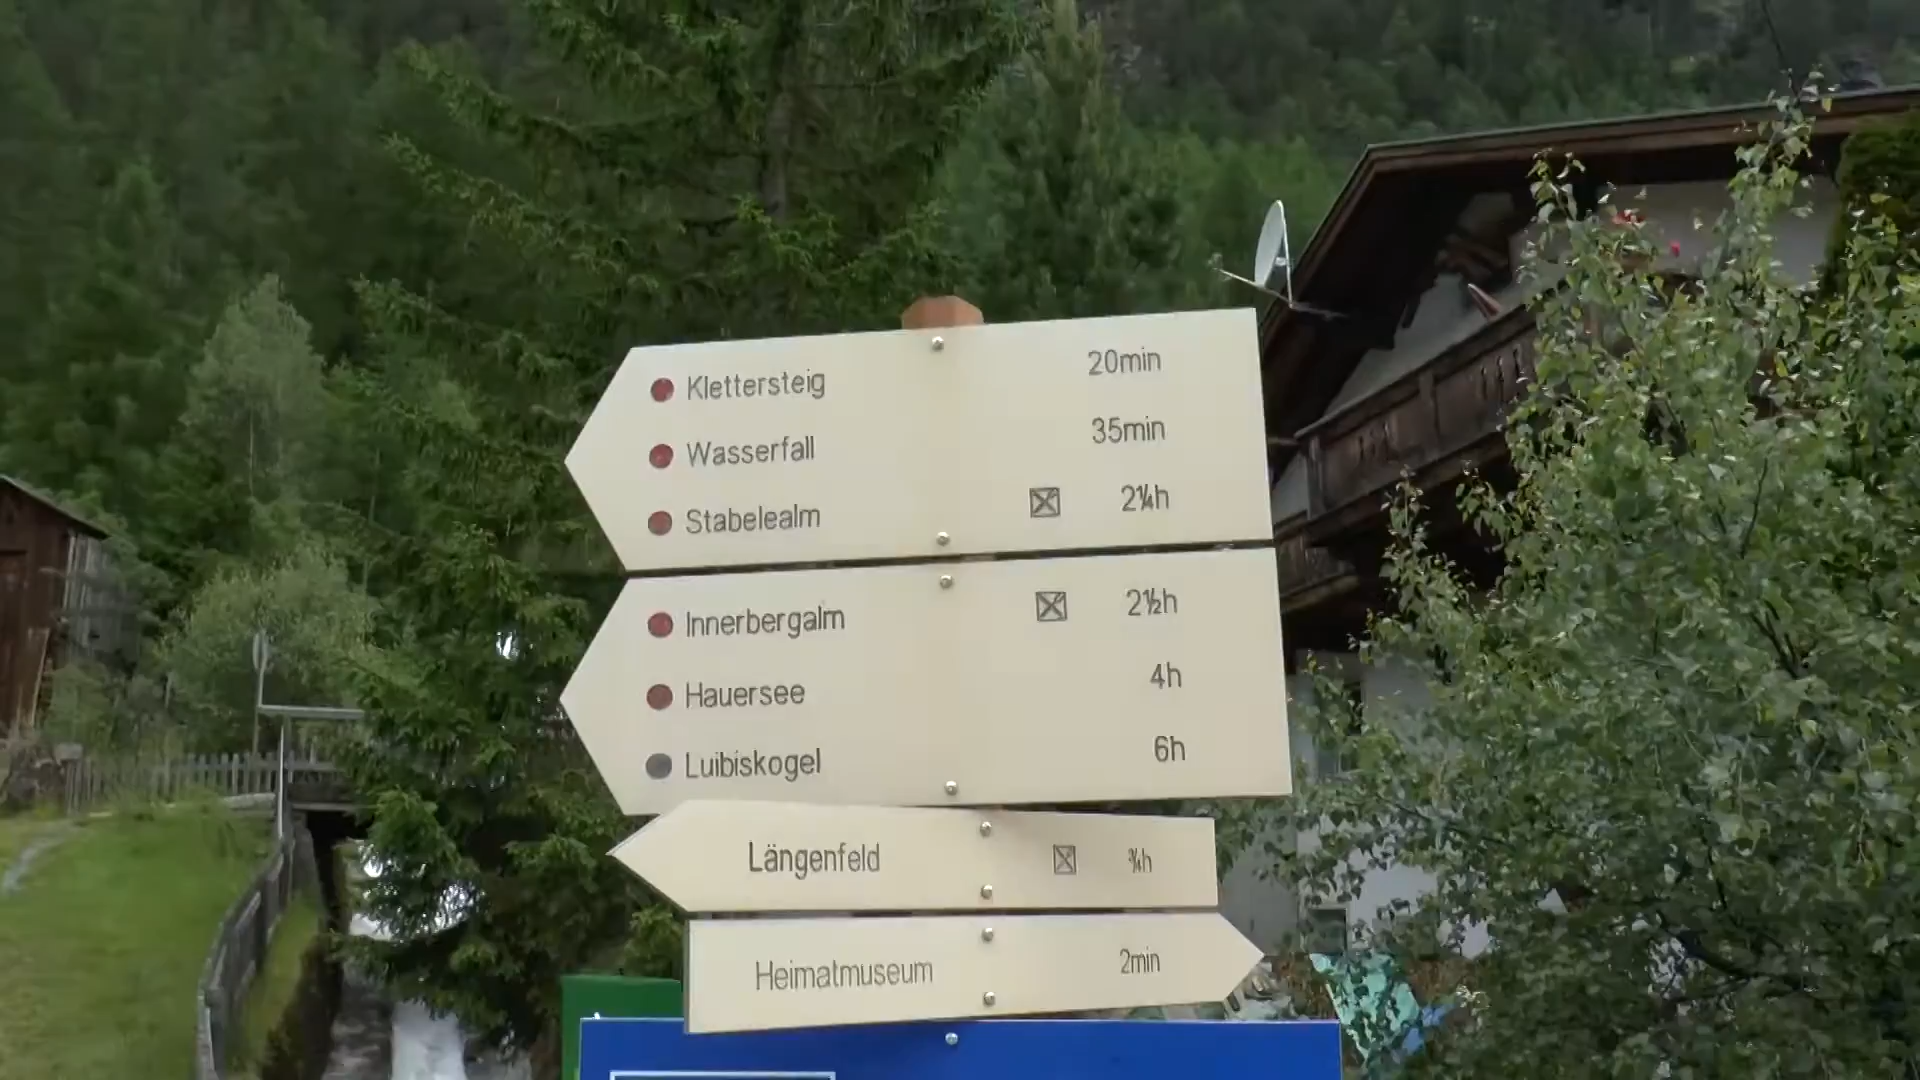 Klettersteig 20min
Wasserfall 35min
Stabelealm 2¼h
Innerbergalm 2½h
Hauersee 4h
Luibiskogel 6h
Längenfeld ¾h
Heimatmuseum 2min